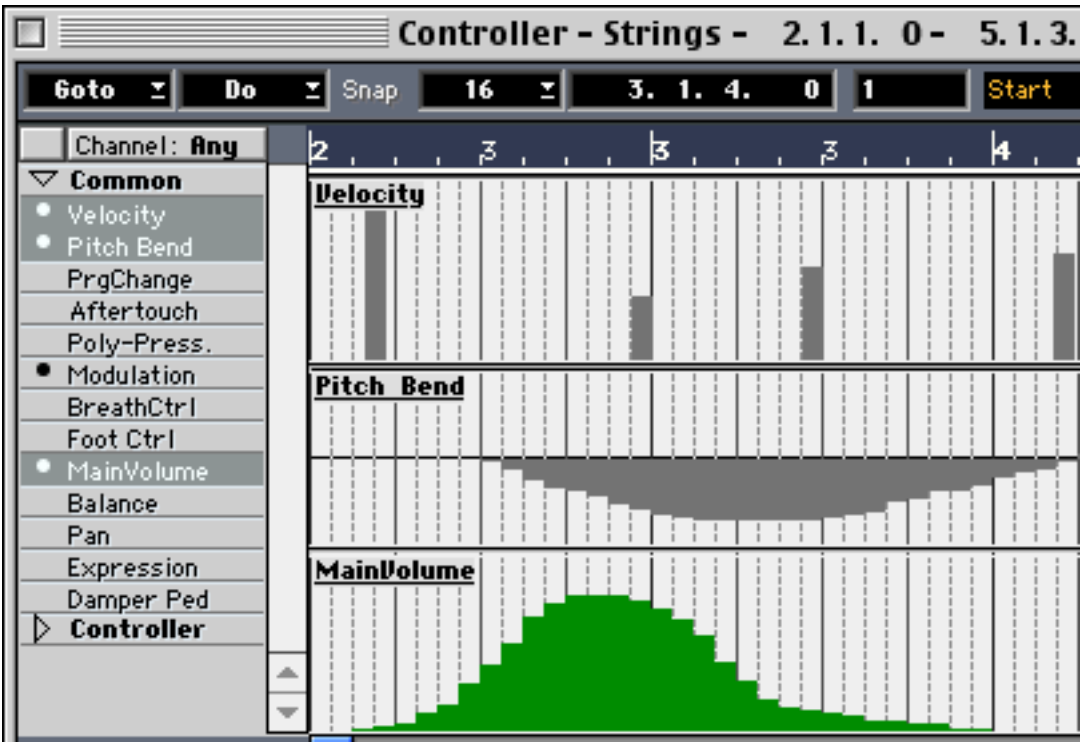 Controller - Strings - 2. 1. 1. 0 - 5. 1. 3.
Goto Do Snap 16 3. 1. 4. 0 1 Start
Channel: Any
2 3 3 3 4
Common
Velocity
Pitch Bend
PrgChange
Aftertouch
Poly-Press.
Modulation
BreathCtrl
Foot Ctrl
MainVolume
Balance
Pan
Expression
Damper Ped
Controller
Velocity
Pitch Bend
MainVolume